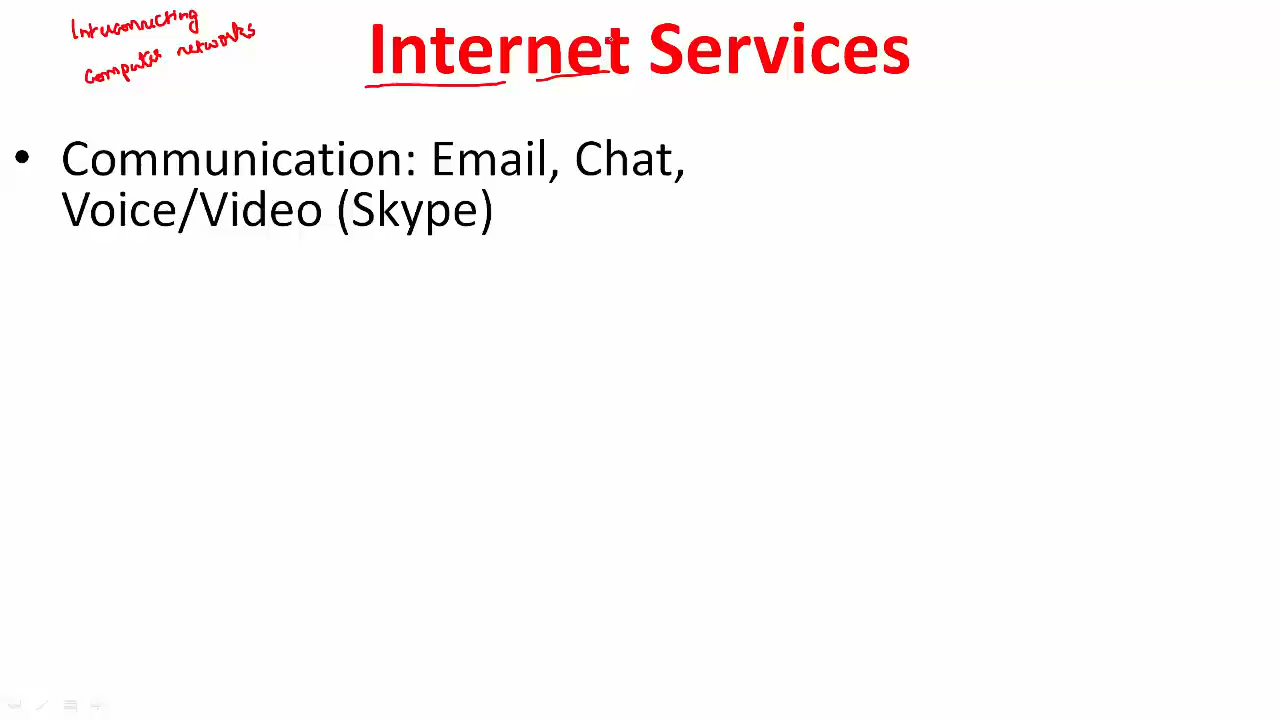 Interconnecting
Computer networks
Internet Services
• Communication: Email, Chat,
Voice/Video (Skype)